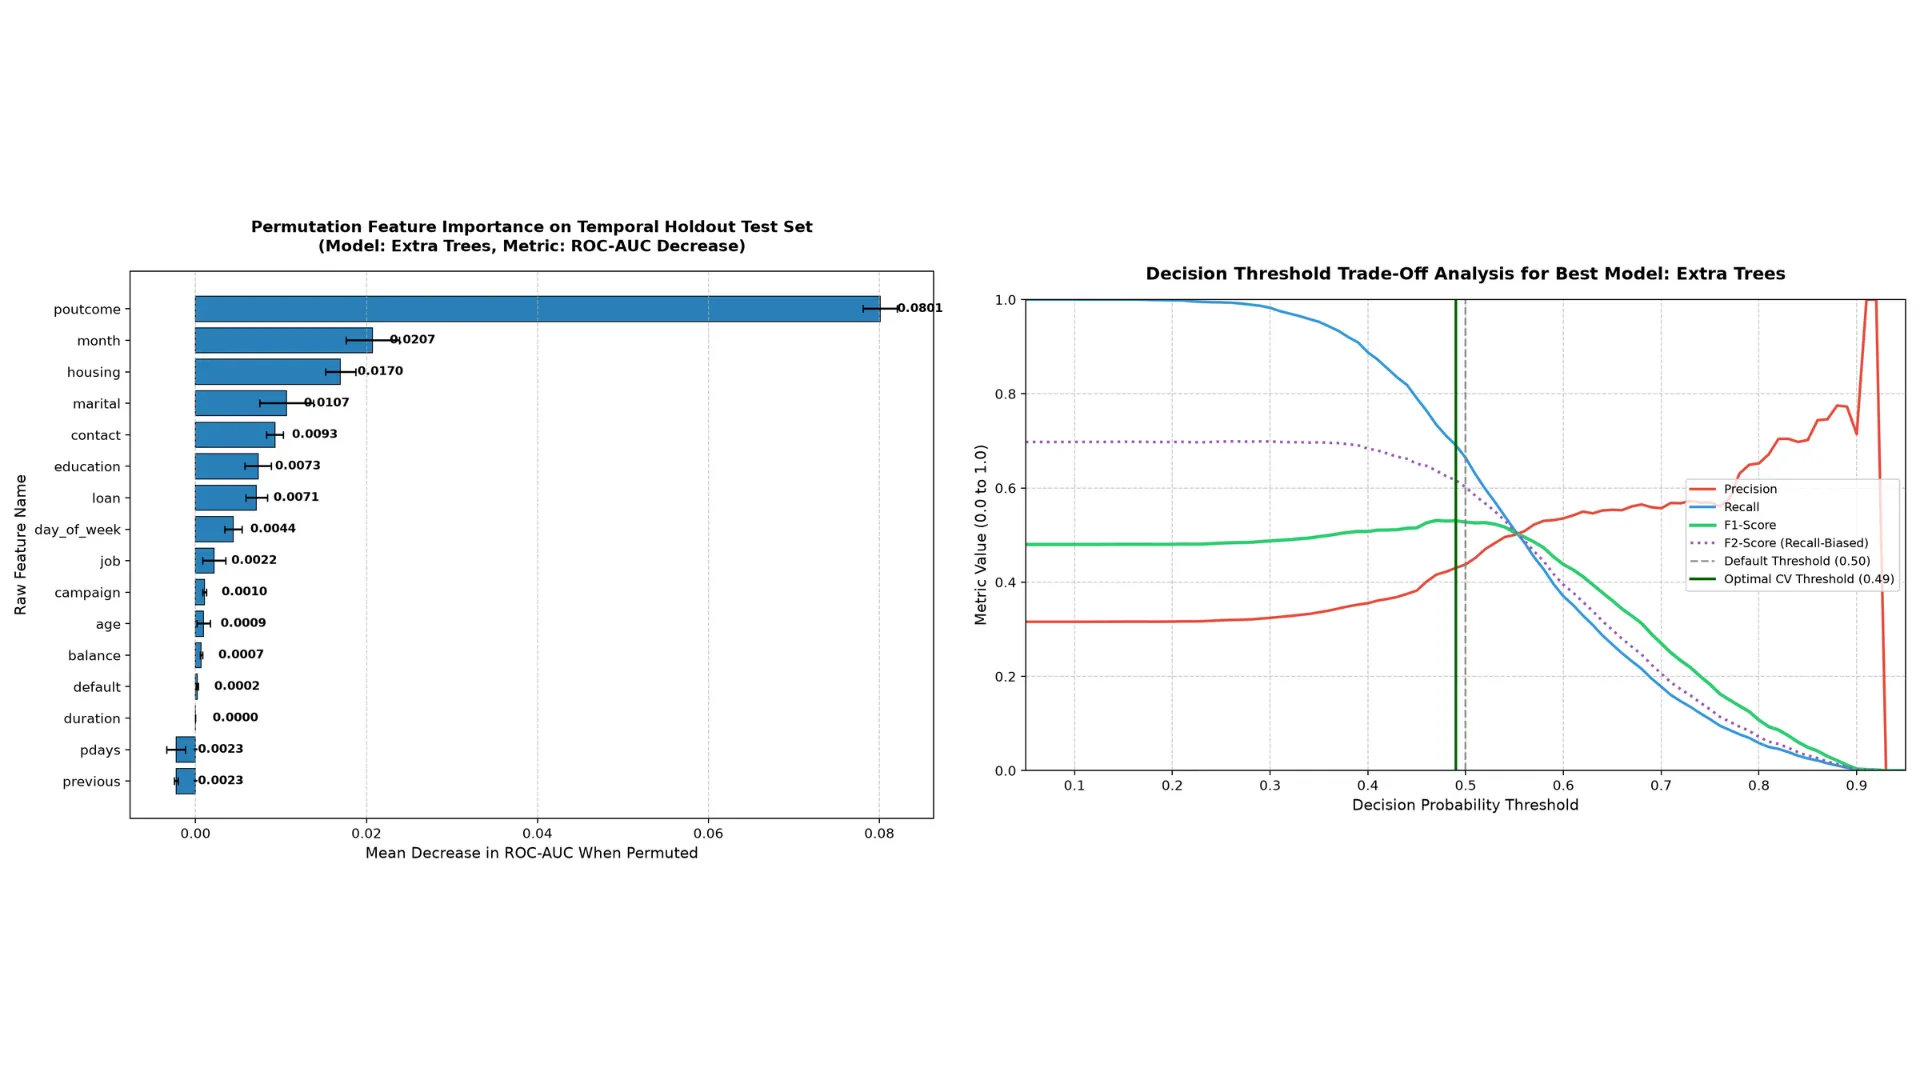 Permutation Feature Importance on Temporal Holdout Test Set
(Model: Extra Trees, Metric: ROC-AUC Decrease)
Raw Feature Name
poutcome
0.0801
month
0.0207
housing
0.0170
marital
0.0107
contact
0.0093
education
0.0073
loan
0.0071
day_of_week
0.0044
job
0.0022
campaign
0.0010
age
0.0009
balance
0.0007
default
0.0002
duration
0.0000
pdays
-0.0023
previous
-0.0023
0.00 0.02 0.04 0.06 0.08
Mean Decrease in ROC-AUC When Permuted
Decision Threshold Trade-Off Analysis for Best Model: Extra Trees
Metric Value (0.0 to 1.0)
1.0
0.8
0.6
0.4
0.2
0.0
Precision
Recall
F1-Score
F2-Score (Recall-Biased)
Default Threshold (0.50)
Optimal CV Threshold (0.49)
0.1 0.2 0.3 0.4 0.5 0.6 0.7 0.8 0.9
Decision Probability Threshold